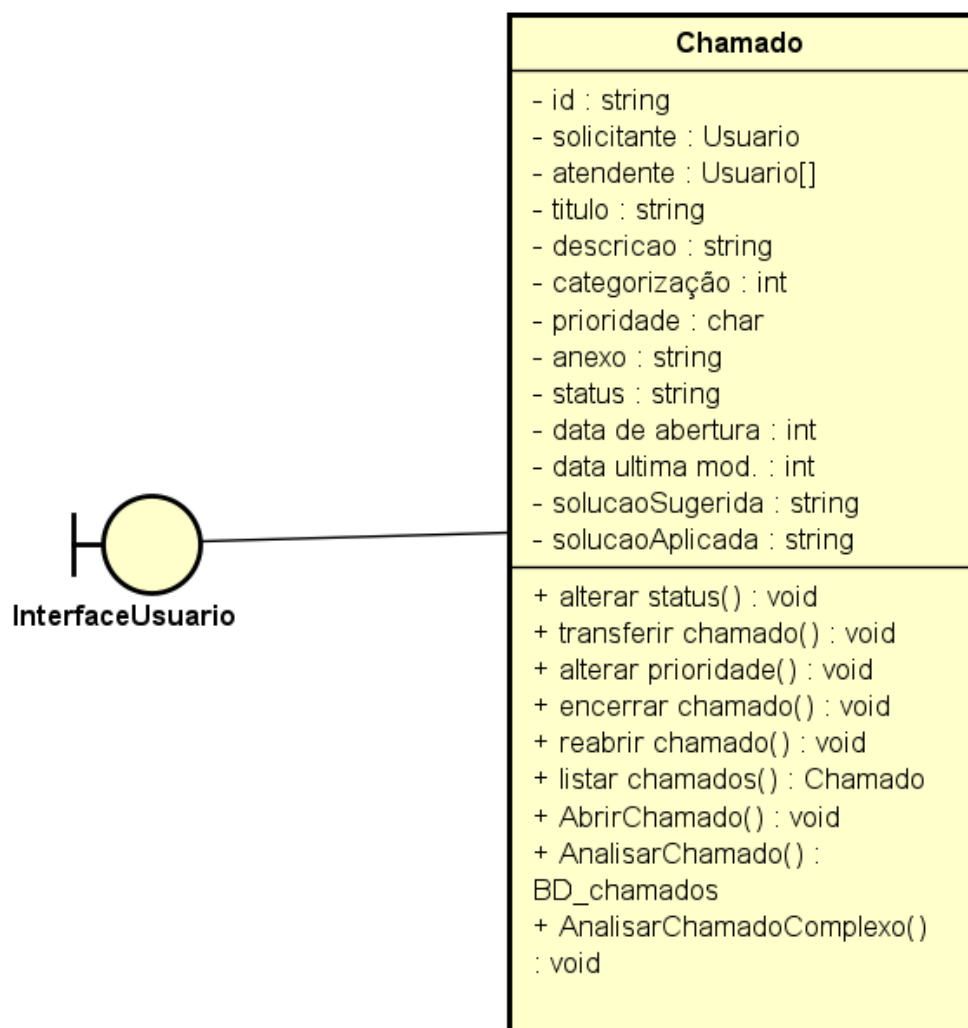 Chamado
- id : string
- solicitante : Usuario
- atendente : Usuario[]
- titulo : string
- descricao : string
- categorização : int
- prioridade : char
- anexo : string
- status : string
- data de abertura : int
- data ultima mod. : int
- solucaoSugerida : string
- solucaoAplicada : string
InterfaceUsuario
+ alterar status() : void
+ transferir chamado() : void
+ alterar prioridade() : void
+ encerrar chamado() : void
+ reabrir chamado() : void
+ listar chamados() : Chamado
+ AbrirChamado() : void
+ AnalisarChamado() :
BD_chamados
+ AnalisarChamadoComplexo()
: void